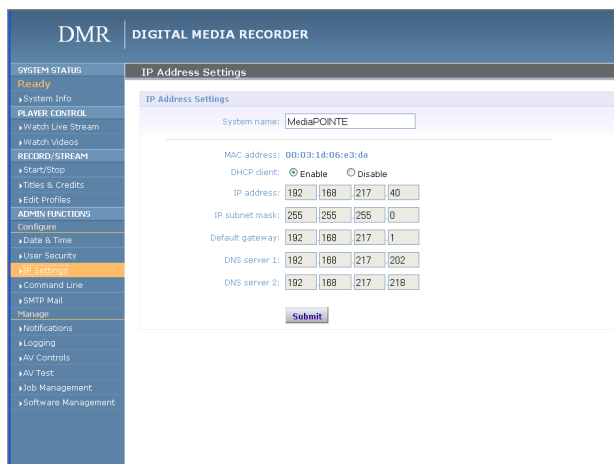 DMR DIGITAL MEDIA RECORDER
SYSTEM STATUS
Ready
System Info
PLAYER CONTROL
Watch Live Stream
Watch Videos
RECORD/STREAM
Start/Stop
Titles & Credits
Edit Profiles
ADMIN FUNCTIONS
Configure
Date & Time
User Security
IP Settings
Command Line
SMTP Mail
Manage
Notifications
Logging
AV Controls
AV Test
Job Management
Software Management
IP Address Settings
IP Address Settings
System name: MediaPOINTE
MAC address: 00:03:1d:06:e3:da
DHCP client: Enable Disable
IP address: 192 .168 .217 .40
IP subnet mask: 255 .255 .255 .0
Default gateway: 192 .168 .217 .1
DNS server 1: 192 .168 .217 .202
DNS server 2: 192 .168 .217 .218
Submit